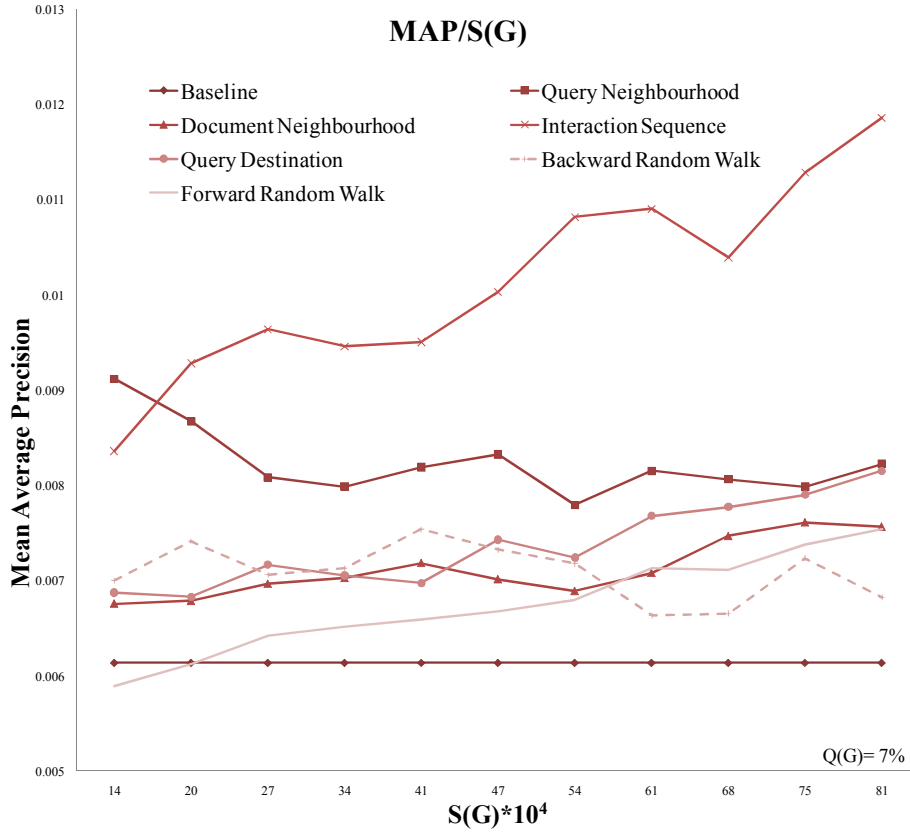 MAP/S(G)
Baseline
Query Neighbourhood
Document Neighbourhood
Interaction Sequence
Query Destination
Backward Random Walk
Forward Random Walk
Mean Average Precision
0.013
0.012
0.011
0.01
0.009
0.008
0.007
0.006
0.005
Q(G)= 7%
14 20 27 34 41 47 54 61 68 75 81
S(G)*10⁴